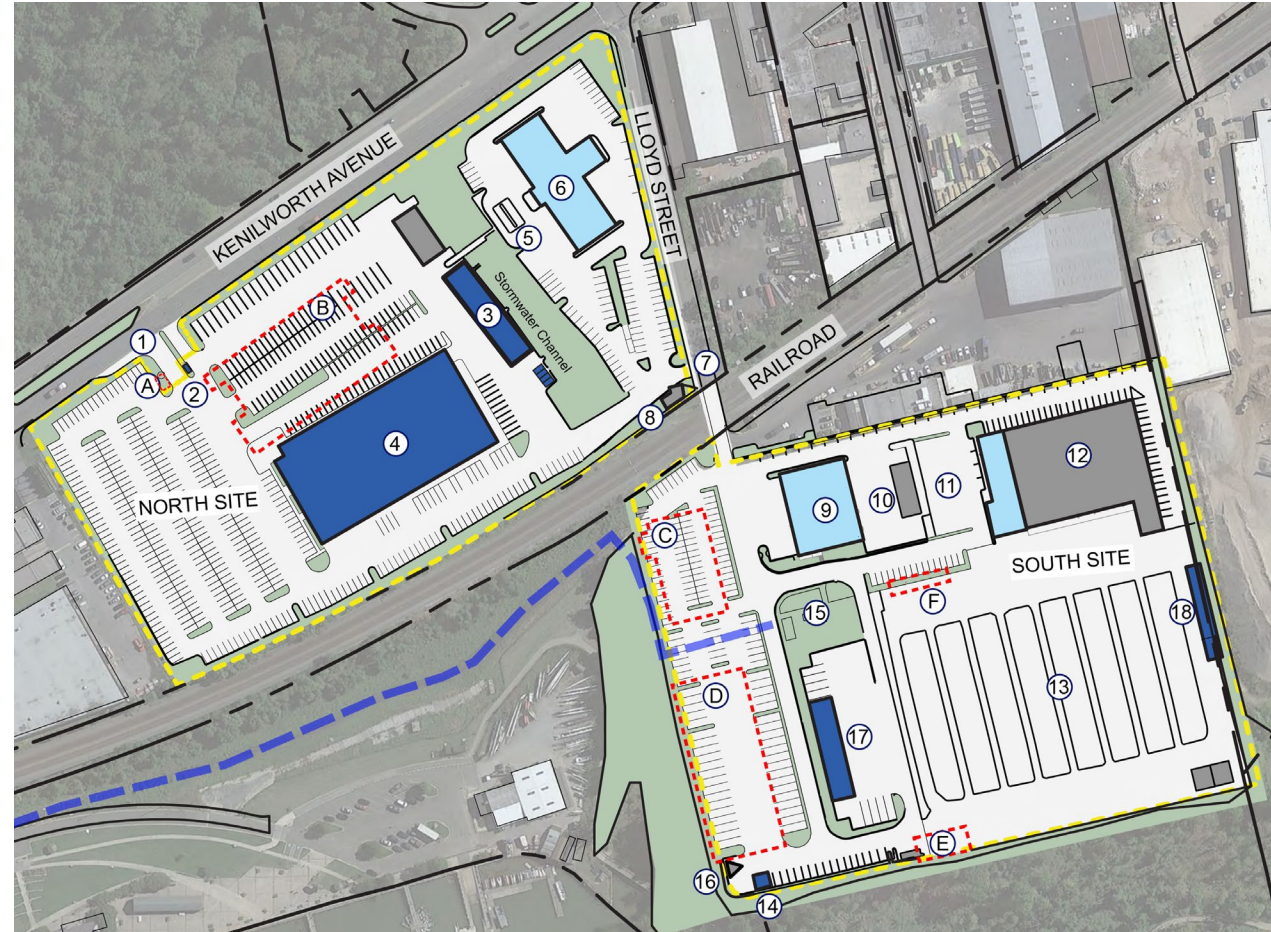 KENILWORTH AVENUE
LLOYD STREET
6
5
B
3
Stormwater Channel
1
A
2
7
RAILROAD
8
4
NORTH SITE
12
9
10
11
C
SOUTH SITE
F
15
18
D
13
17
E
16
14